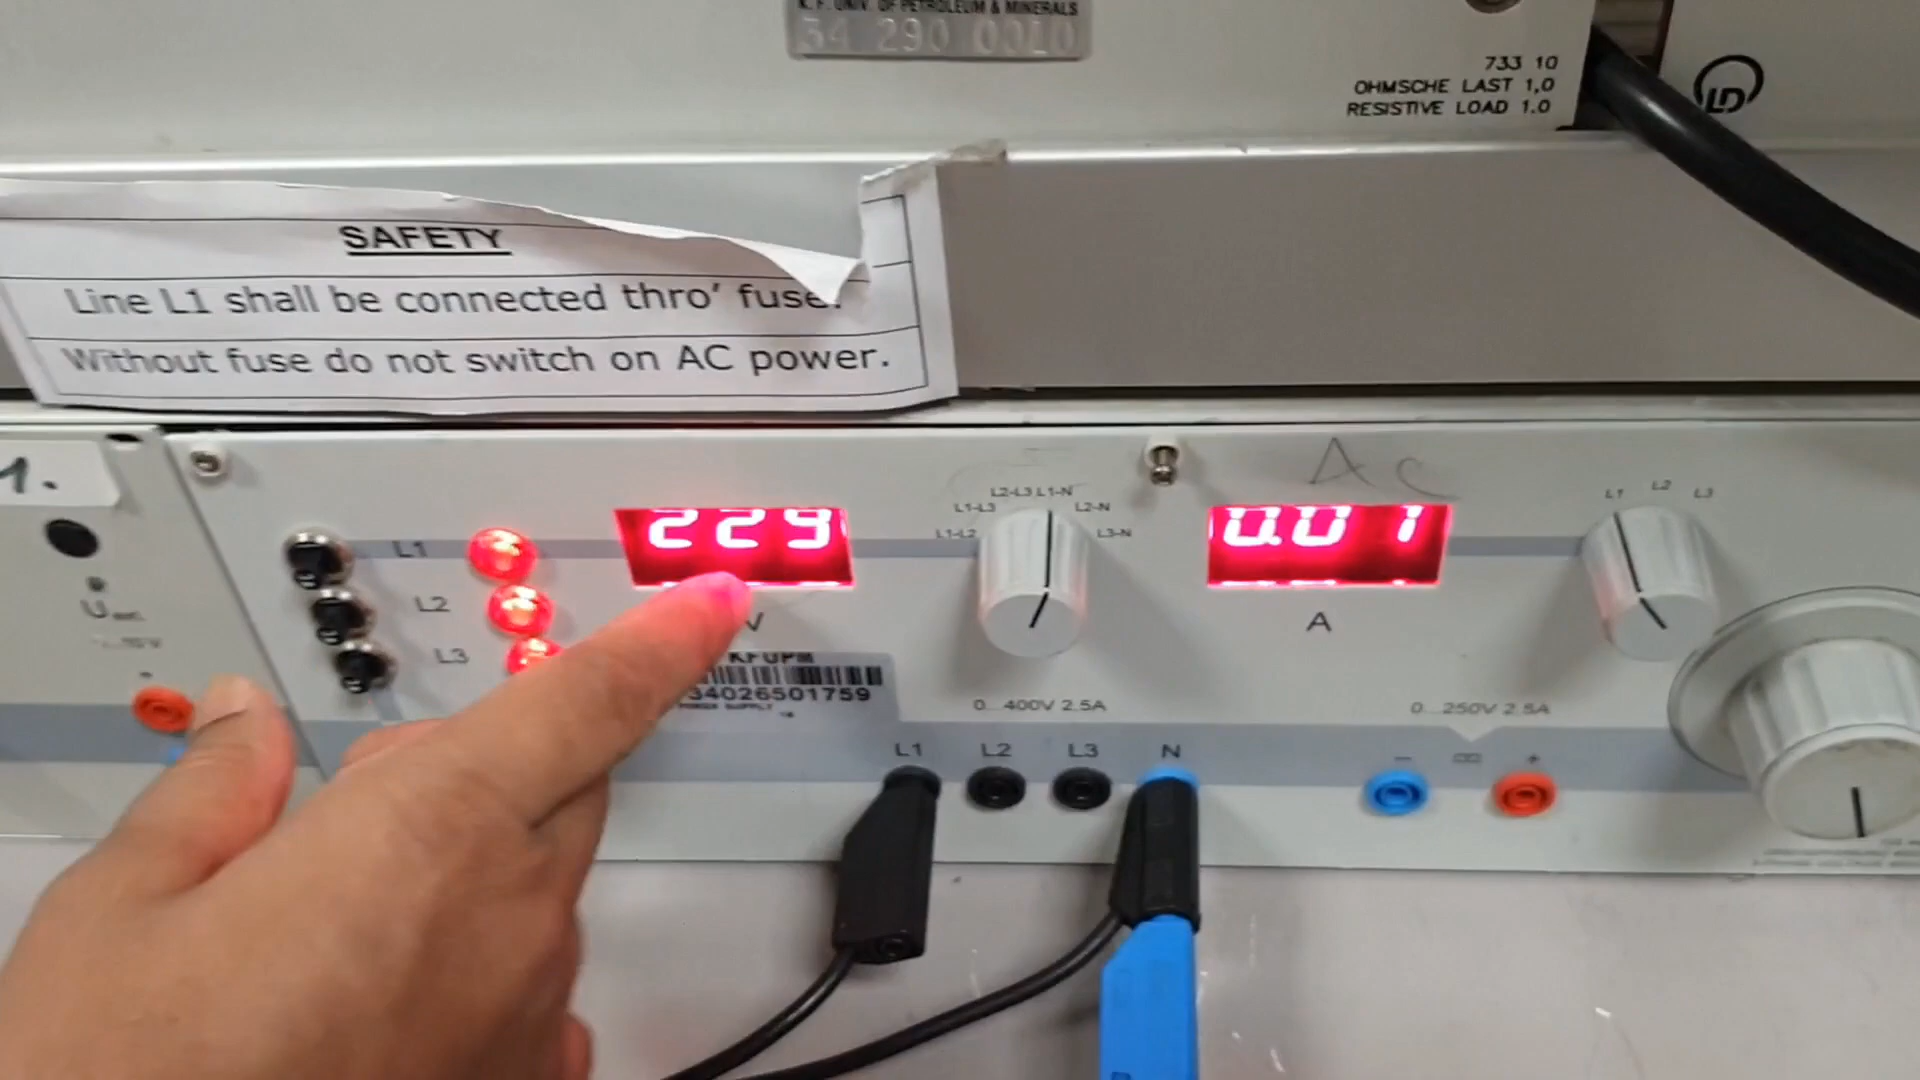 K. F. UNIV. OF PETROLEUM & MINERALS
34 290 0010
733 10
OHMSCHE LAST 1,0
RESISTIVE LOAD 1.0
LD
SAFETY
Line L1 shall be connected thro’ fuse.
Without fuse do not switch on AC power.
1.
AC
L1
L2
L3
229
V
L1-L2
L1-L3
L2-L3
L1-N
L2-N
L3-N
0.01
A
L1
L2
L3
KFUPM
34026501759
POWER SUPPLY
0...400V 2.5A
0...250V 2.5A
L1
L2
L3
N
-
+